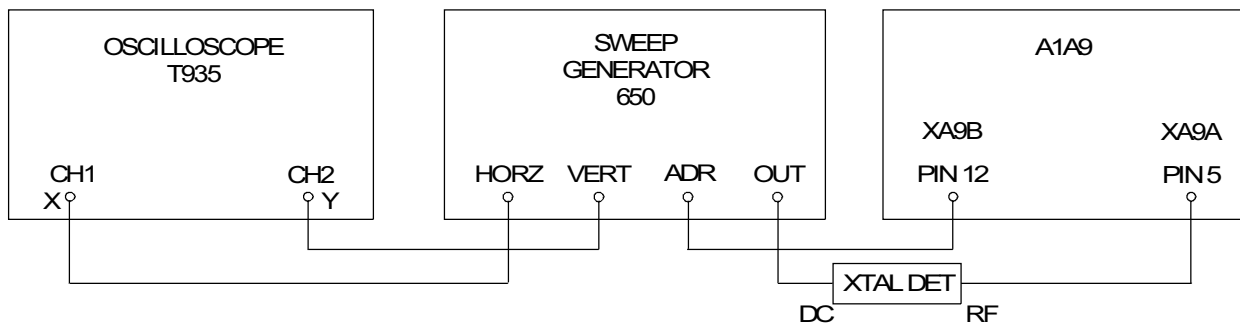 OSCILLOSCOPE
T935
CH1
X
CH2
Y
SWEEP
GENERATOR
650
HORZ
VERT
ADR
OUT
A1A9
XA9B
PIN 12
XA9A
PIN 5
XTAL DET
DC
RF